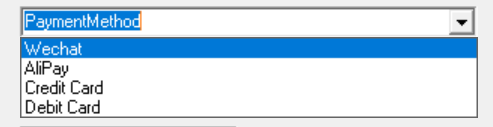 PaymentMethod
Wechat
AliPay
Credit Card
Debit Card